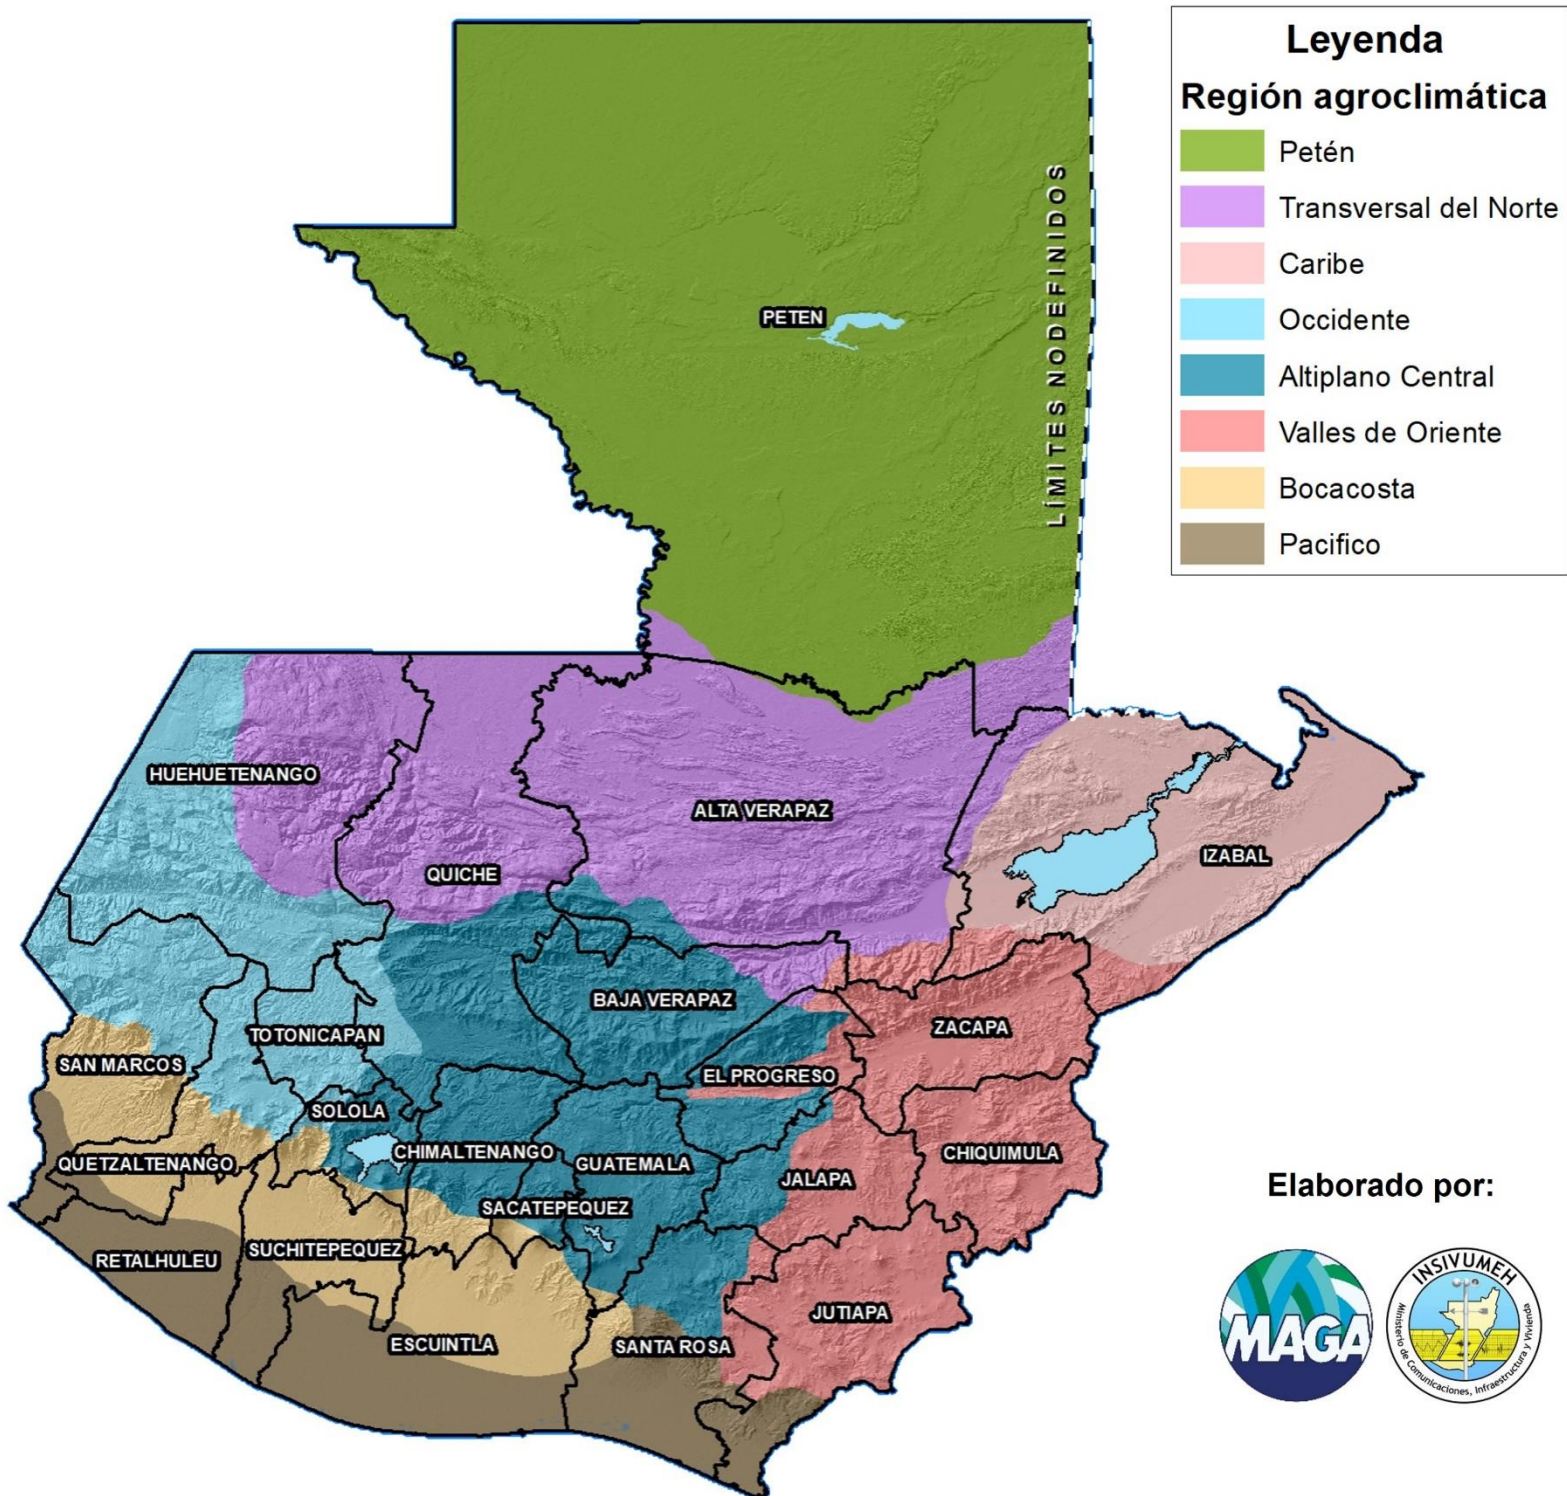 Leyenda
Región agroclimática
Petén
Transversal del Norte
Caribe
Occidente
Altiplano Central
Valles de Oriente
Bocacosta
Pacifico
LÍMITES NODEFINIDOS
PETEN
HUEHUETENANGO
ALTA VERAPAZ
QUICHE
IZABAL
BAJA VERAPAZ
ZACAPA
TOTONICAPAN
SAN MARCOS
EL PROGRESO
SOLOLA
CHIMALTENANGO
GUATEMALA
QUETZALTENANGO
JALAPA
CHIQUIMULA
SACATEPEQUEZ
SUCHITEPEQUEZ
RETALHULEU
JUTIAPA
ESCUINTLA
SANTA ROSA
Elaborado por:
MAGA
INSIVUMEH
Ministerio de Comunicaciones, Infraestructura y Vivienda